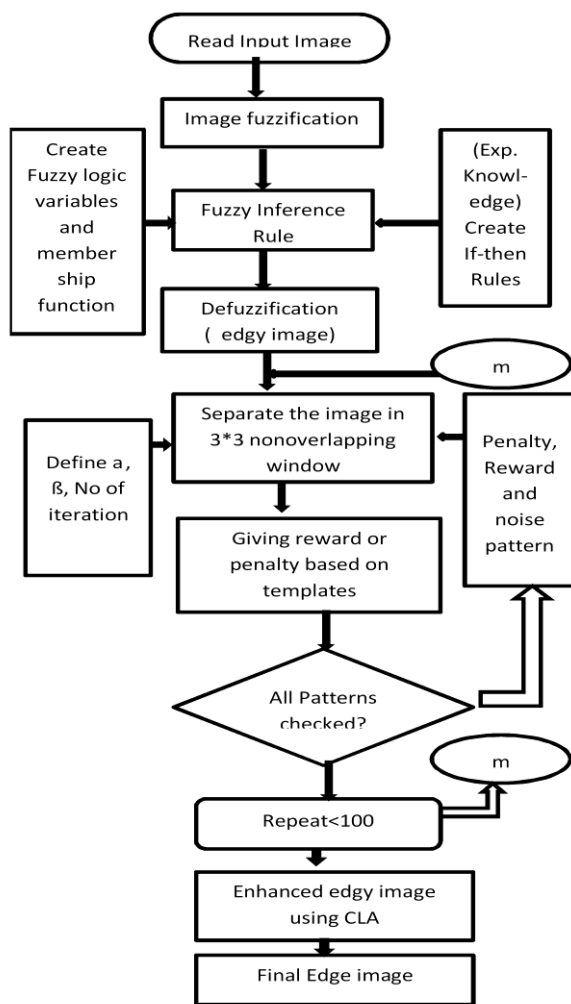 Read Input Image
Image fuzzification
Create
Fuzzy logic
variables
and
member
ship
function
Fuzzy Inference
Rule
(Exp.
Knowl-
edge)
Create
If-then
Rules
Defuzzification
( edgy image)
m
Separate the image in
3*3 nonoverlapping
window
Define a,
ß, No of
iteration
Penalty,
Reward
and
noise
pattern
Giving reward or
penalty based on
templates
All Patterns
checked?
m
Repeat<100
Enhanced edgy image
using CLA
Final Edge image